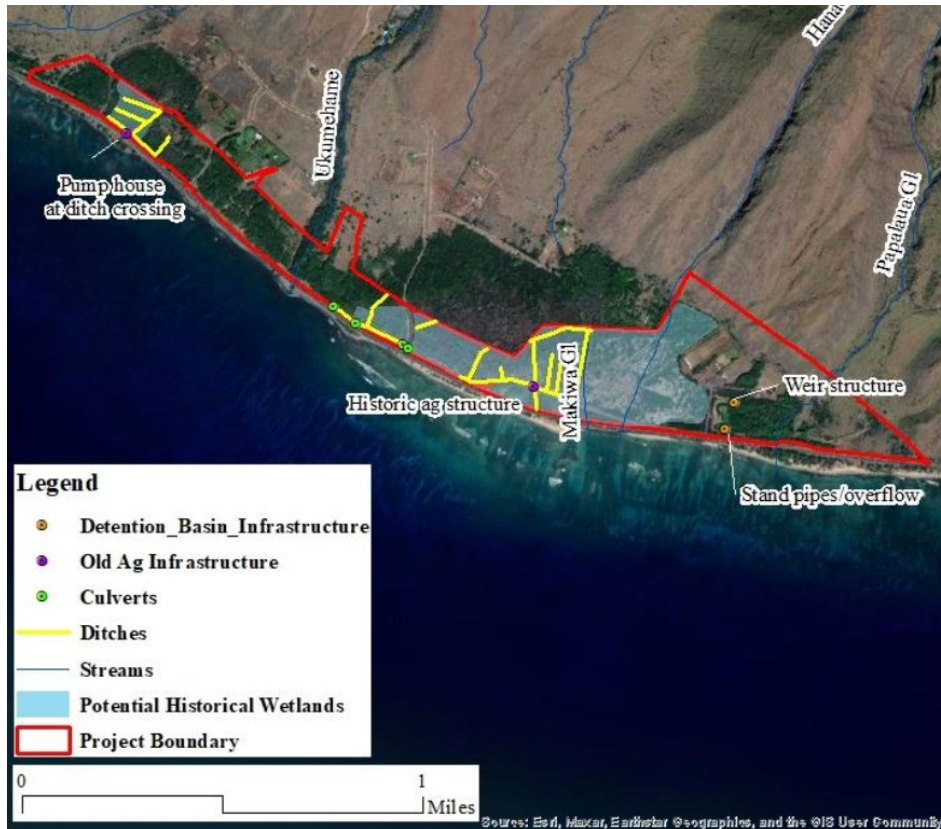 Hana
Ukumehame
Papalaua Gl
Pump house
at ditch crossing
Makiwa Gl
Weir structure
Historic ag structure
Stand pipes/overflow
Legend
Detention_Basin_Infrastructure
Old Ag Infrastructure
Culverts
Ditches
Streams
Potential Historical Wetlands
Project Boundary
0 1
Miles
Source: Esri, Maxar, Earthstar Geographics, and the GIS User Community